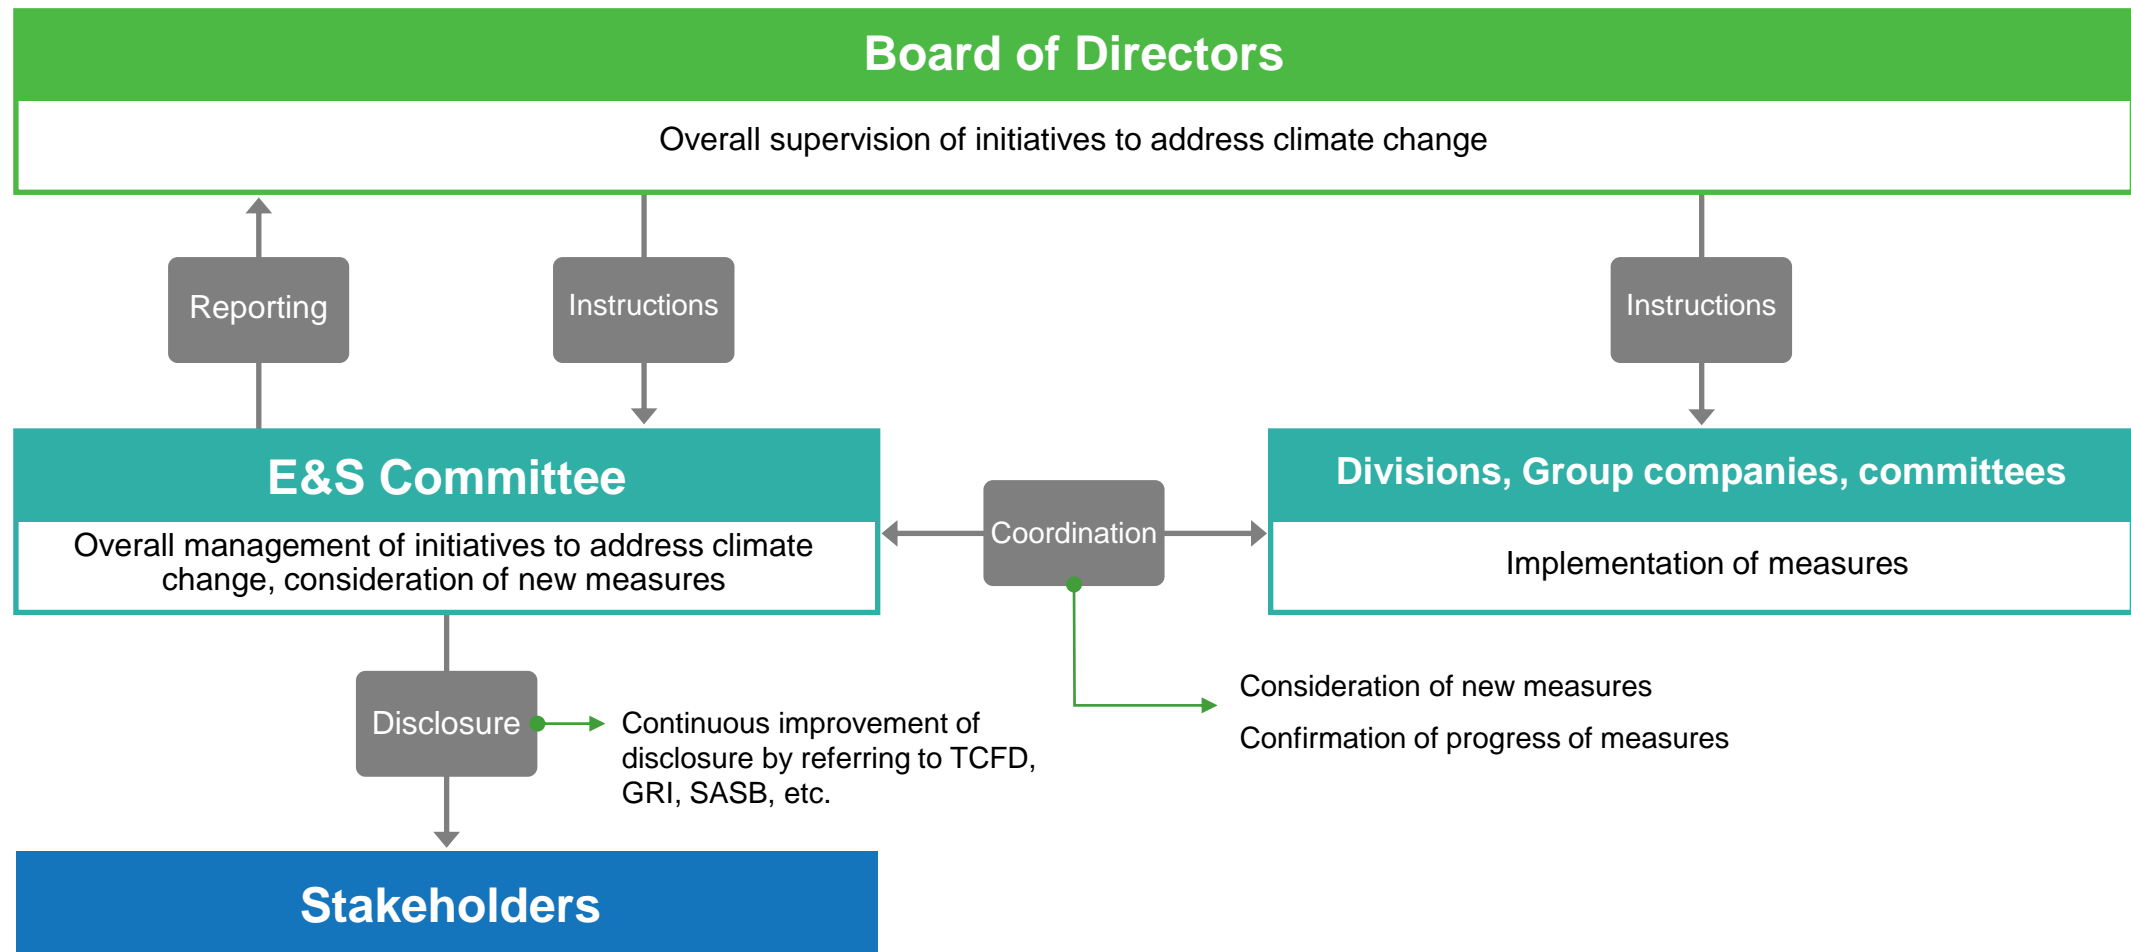 Board of Directors
Overall supervision of initiatives to address climate change
Reporting
Instructions
Instructions
E&S Committee
Overall management of initiatives to address climate
change, consideration of new measures
Coordination
Divisions, Group companies, committees
Implementation of measures
Disclosure
Continuous improvement of
disclosure by referring to TCFD,
GRI, SASB, etc.
Consideration of new measures
Confirmation of progress of measures
Stakeholders